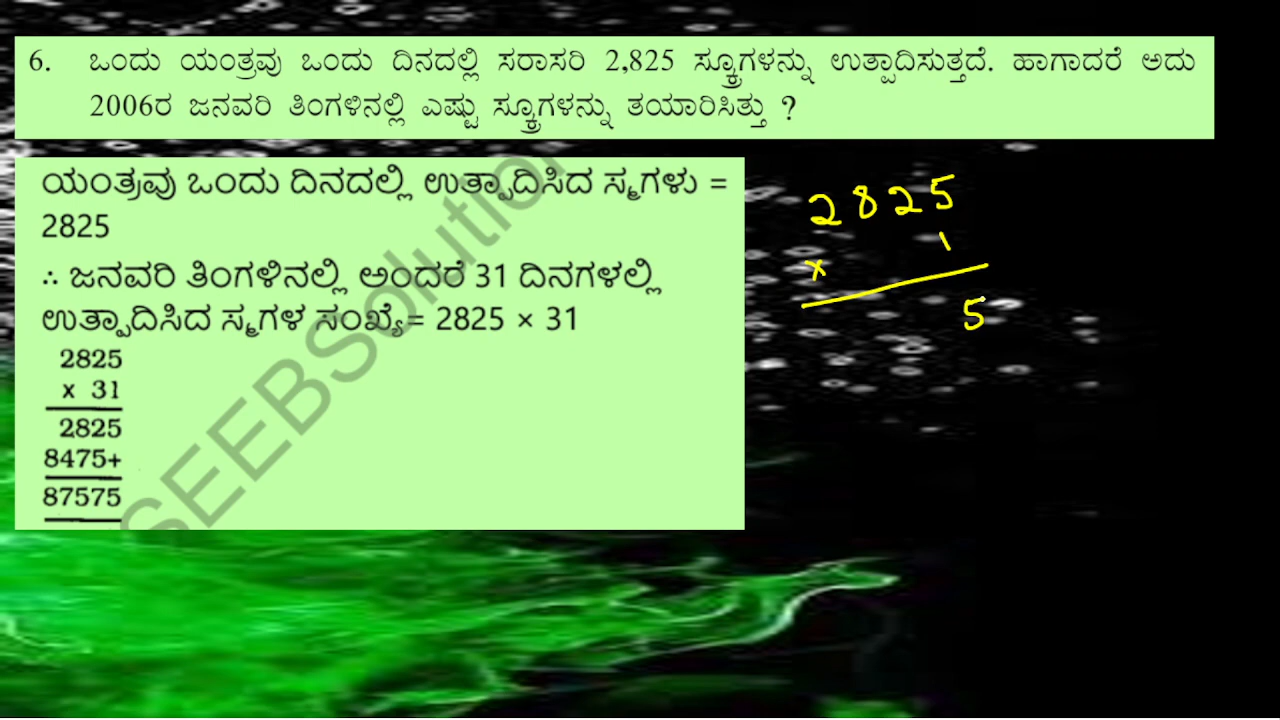 6. ಒಂದು ಯಂತ್ರವು ಒಂದು ದಿನದಲ್ಲಿ ಸರಾಸರಿ 2,825 ಸ್ಕ್ರೂಗಳನ್ನು ಉತ್ಪಾದಿಸುತ್ತದೆ. ಹಾಗಾದರೆ ಅದು
2006ರ ಜನವರಿ ತಿಂಗಳಿನಲ್ಲಿ ಎಷ್ಟು ಸ್ಕ್ರೂಗಳನ್ನು ತಯಾರಿಸಿತ್ತು ?
ಯಂತ್ರವು ಒಂದು ದಿನದಲ್ಲಿ ಉತ್ಪಾದಿಸಿದ ಸ್ಕ್ರೂಗಳು =
2825
∴ ಜನವರಿ ತಿಂಗಳಿನಲ್ಲಿ ಅಂದರೆ 31 ದಿನಗಳಲ್ಲಿ
ಉತ್ಪಾದಿಸಿದ ಸ್ಕ್ರೂಗಳ ಸಂಖ್ಯೆ= 2825 × 31
2825
x 31
2825
8475+
87575
SEEBSolution
2825
1
x
5